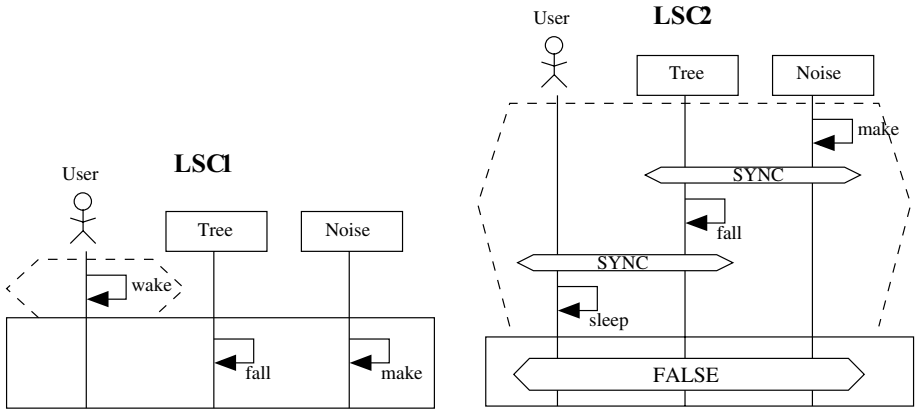 LSC1
User
Tree
Noise
wake
fall
make
LSC2
User
Tree
Noise
make
SYNC
fall
SYNC
sleep
FALSE